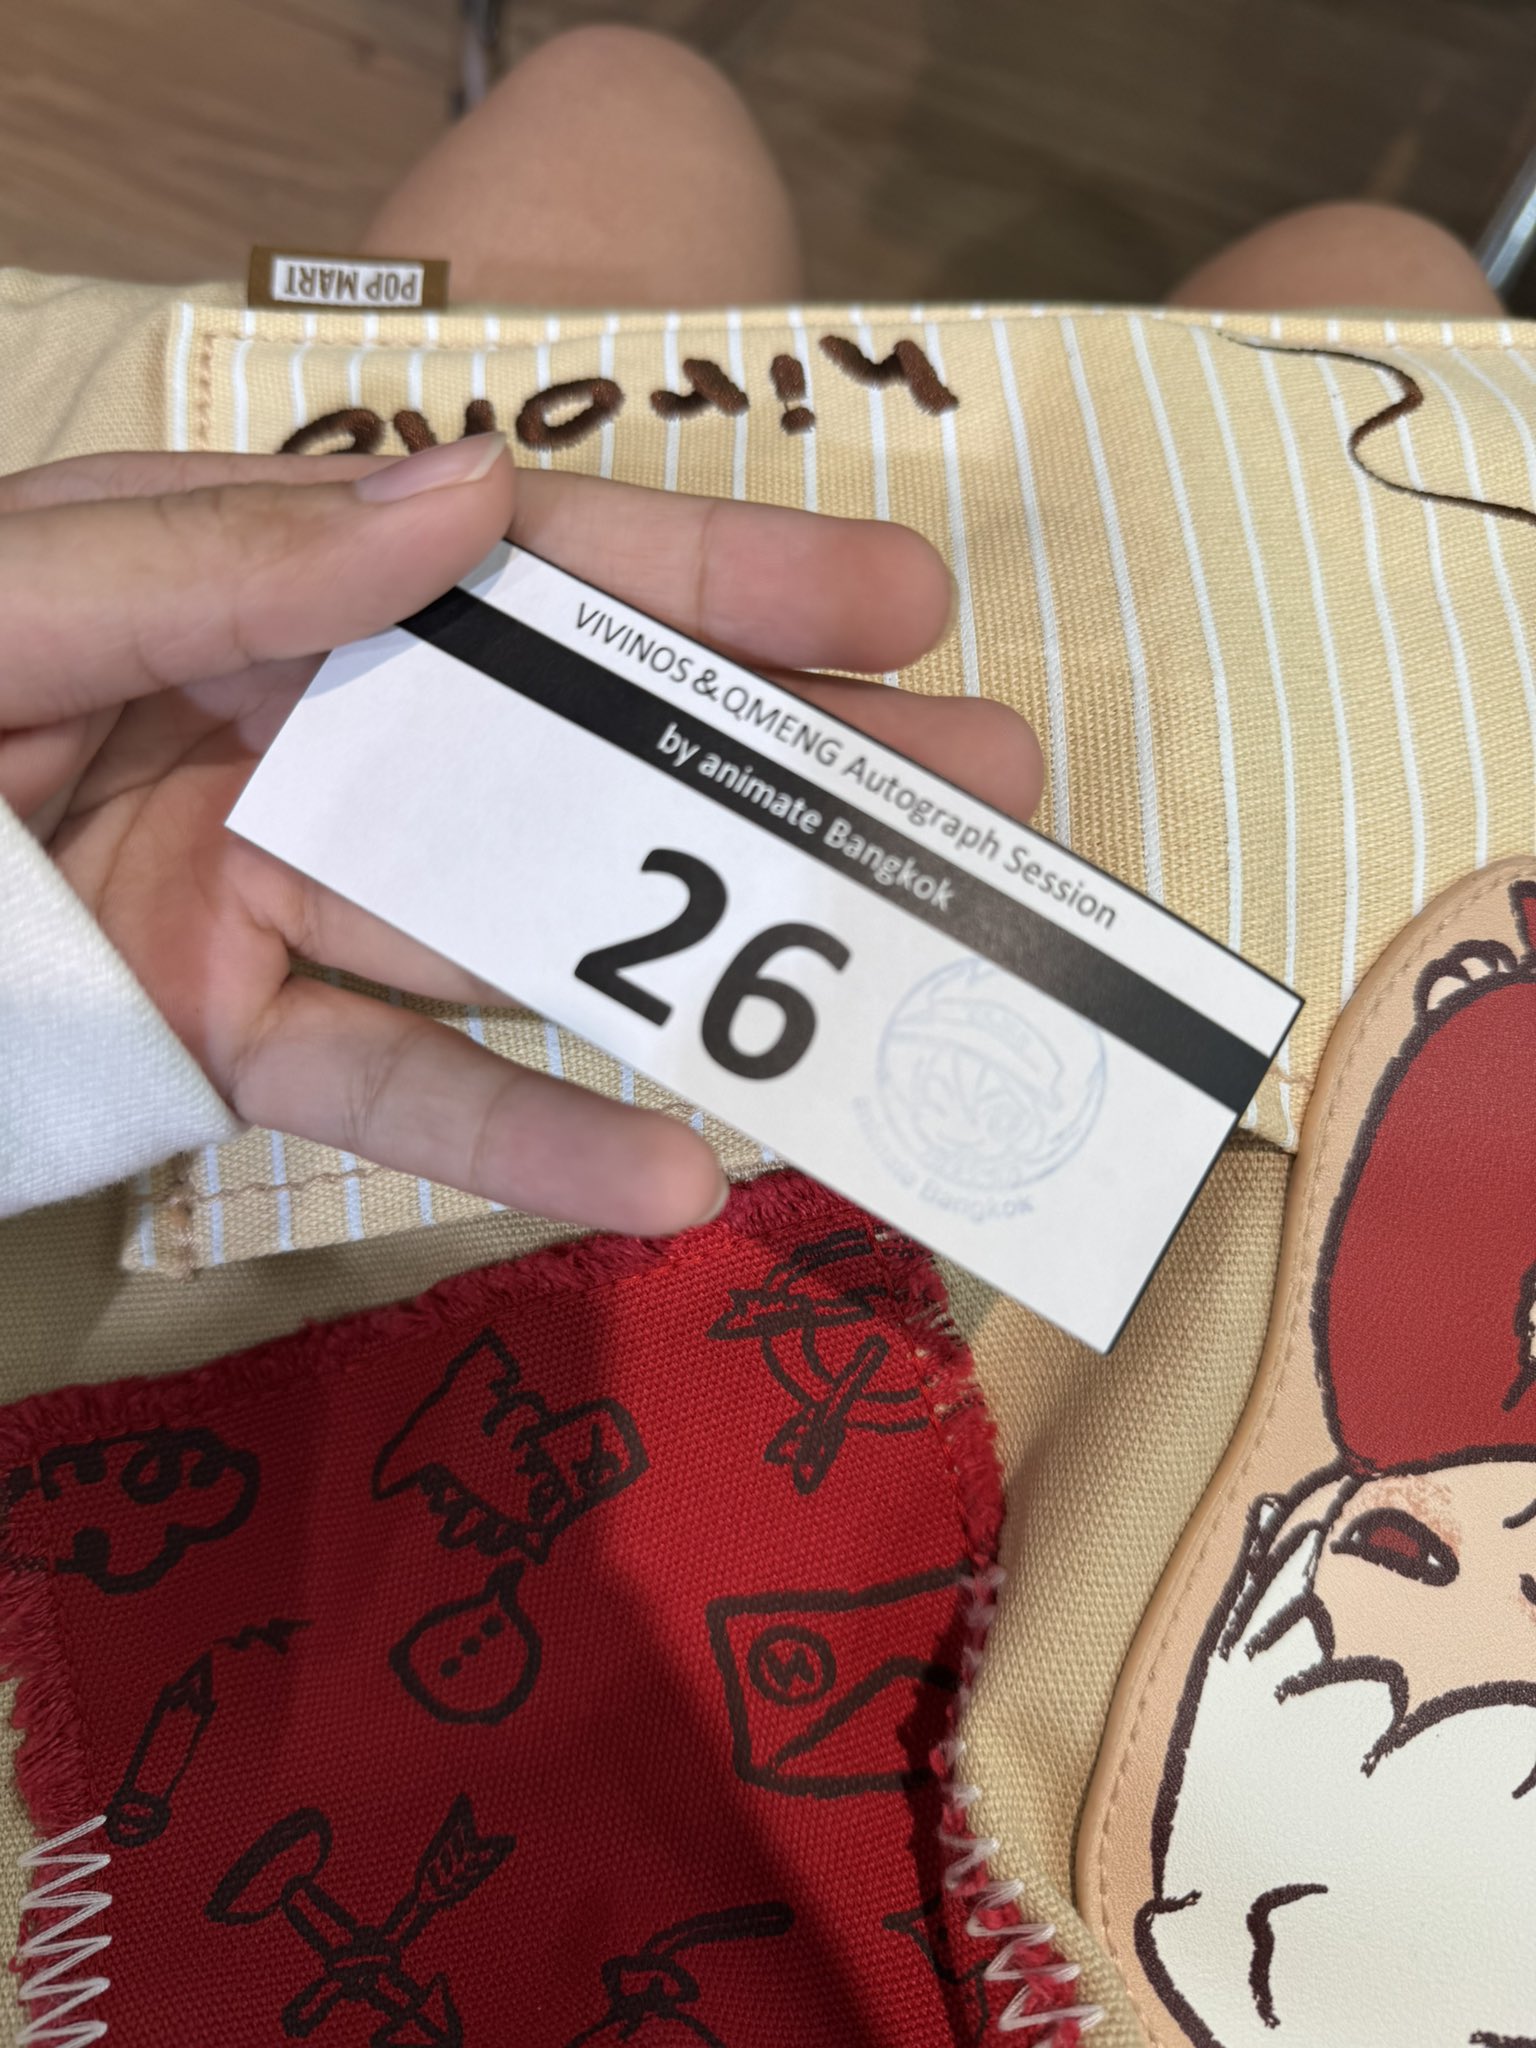 POP MART
hirono
VIVINOS & QMENG Autograph Session
by animate Bangkok
26
animate Bangkok